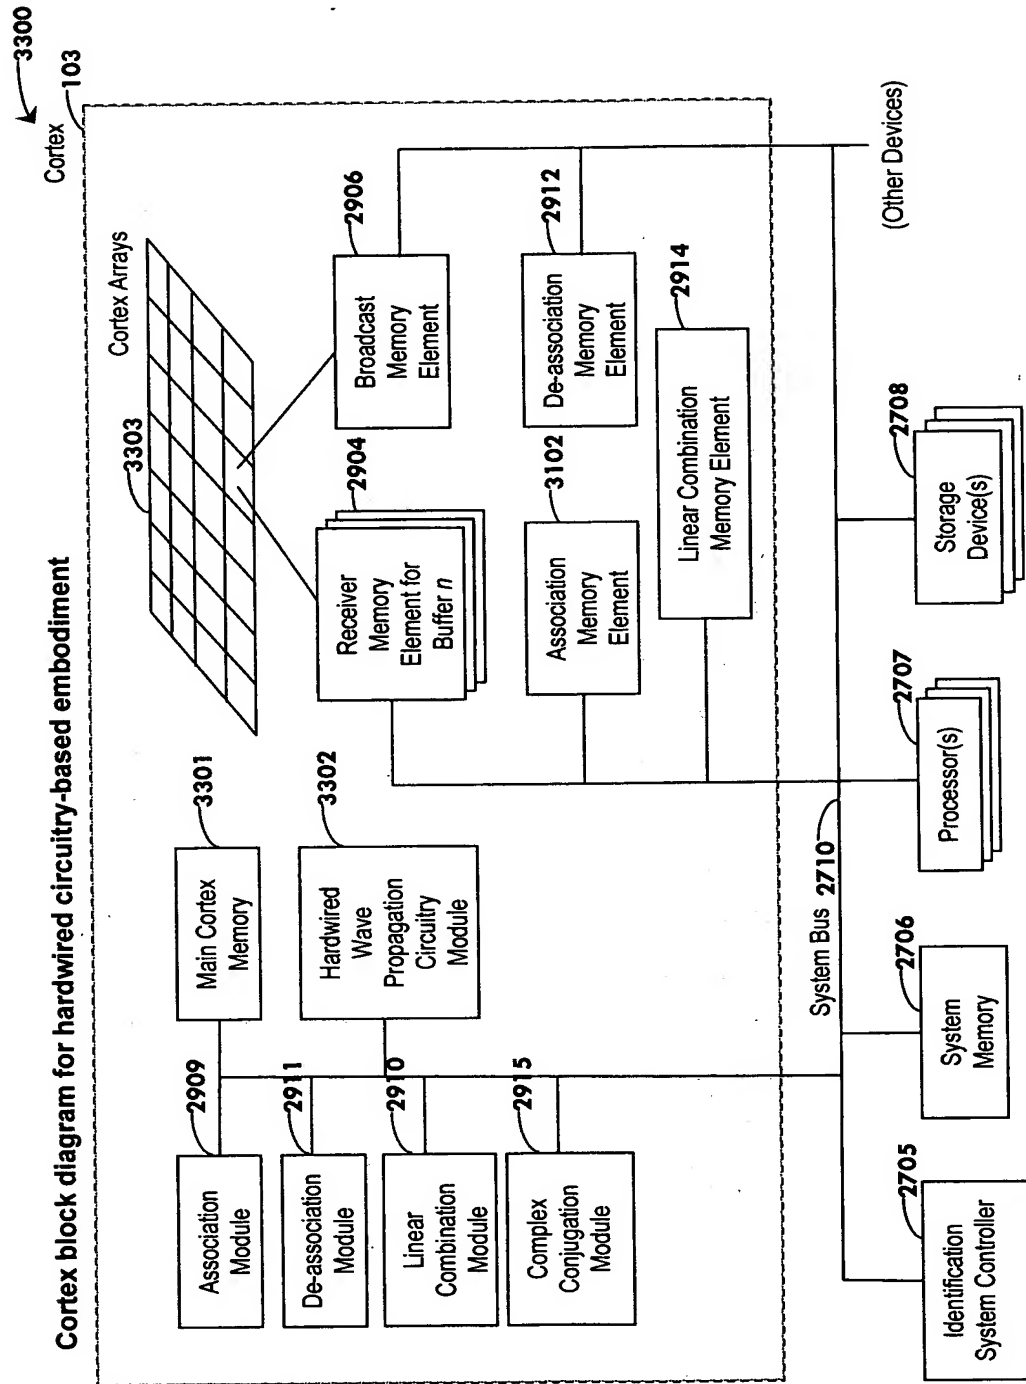 Cortex block diagram for hardwired circuitry-based embodiment
3300
Cortex
103
Cortex Arrays
3303
Association
Module
2909
De-association
Module
2911
Linear
Combination
Module
2910
Complex
Conjugation
Module
2915
Main Cortex
Memory
3301
Hardwired
Wave
Propagation
Circuitry
Module
3302
Receiver
Memory
Element for
Buffer n
2904
Broadcast
Memory
Element
2906
Association
Memory
Element
3102
De-association
Memory
Element
2912
Linear Combination
Memory Element
2914
System Bus
2710
(Other Devices)
Identification
System Controller
2705
System
Memory
2706
Processor(s)
2707
Storage
Device(s)
2708